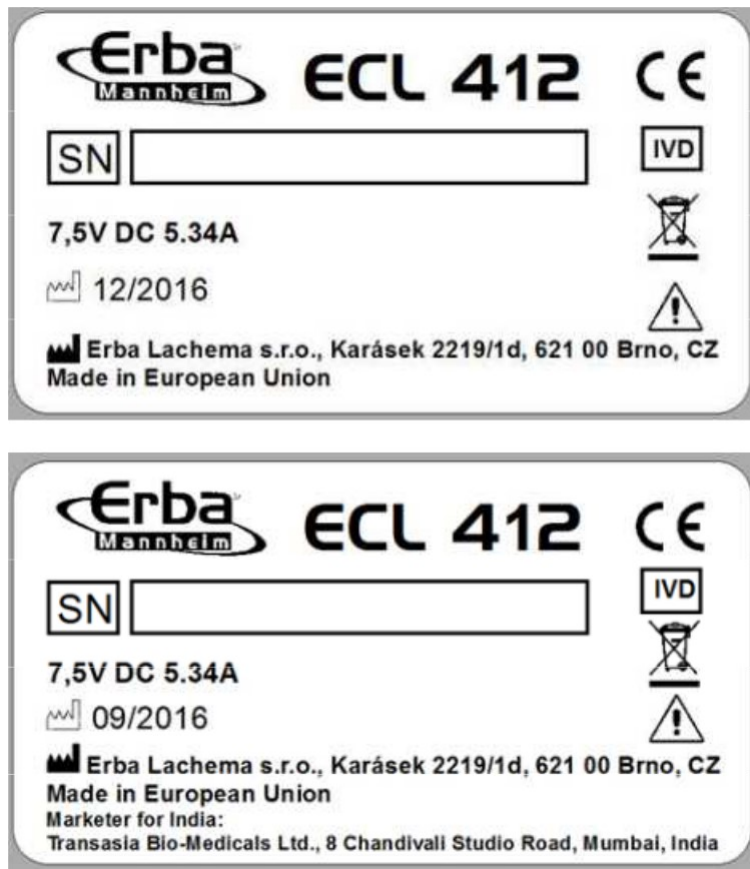 Erba
Mannheim
ECL 412
CE
SN
IVD
7,5V DC 5.34A
12/2016
Erba Lachema s.r.o., Karásek 2219/1d, 621 00 Brno, CZ
Made in European Union
Erba
Mannheim
ECL 412
CE
SN
IVD
7,5V DC 5.34A
09/2016
Erba Lachema s.r.o., Karásek 2219/1d, 621 00 Brno, CZ
Made in European Union
Marketer for India:
Transasia Bio-Medicals Ltd., 8 Chandivali Studio Road, Mumbai, India